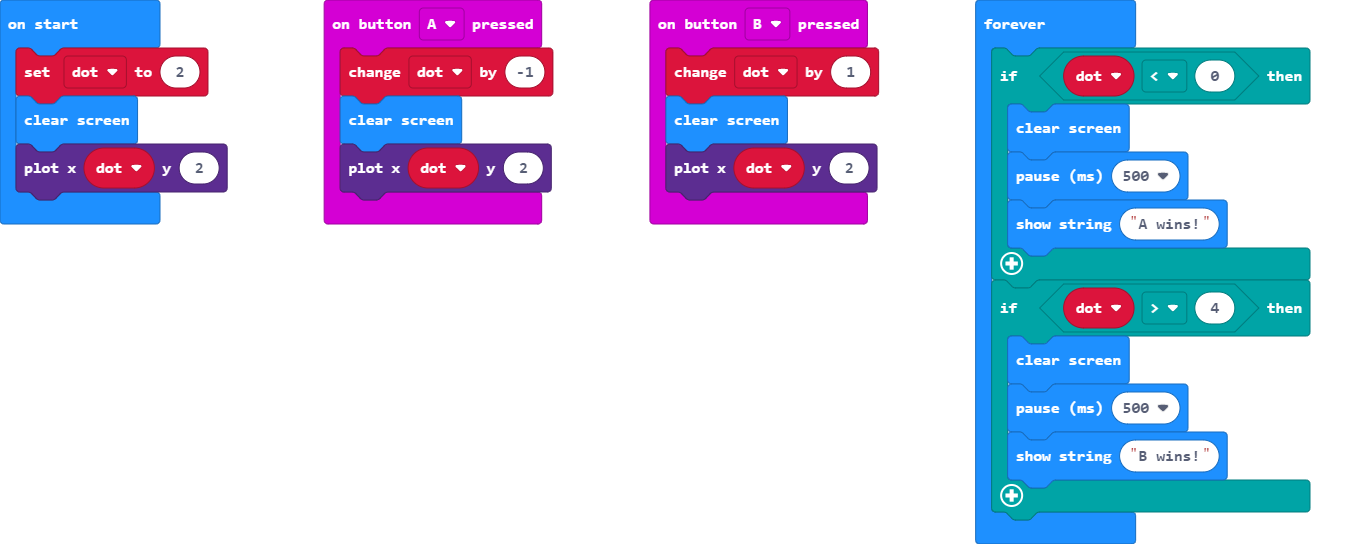 on start
set dot to 2
clear screen
plot x dot y 2
on button A pressed
change dot by -1
clear screen
plot x dot y 2
on button B pressed
change dot by 1
clear screen
plot x dot y 2
forever
if dot < 0 then
clear screen
pause (ms) 500
show string "A wins!"
if dot > 4 then
clear screen
pause (ms) 500
show string "B wins!"